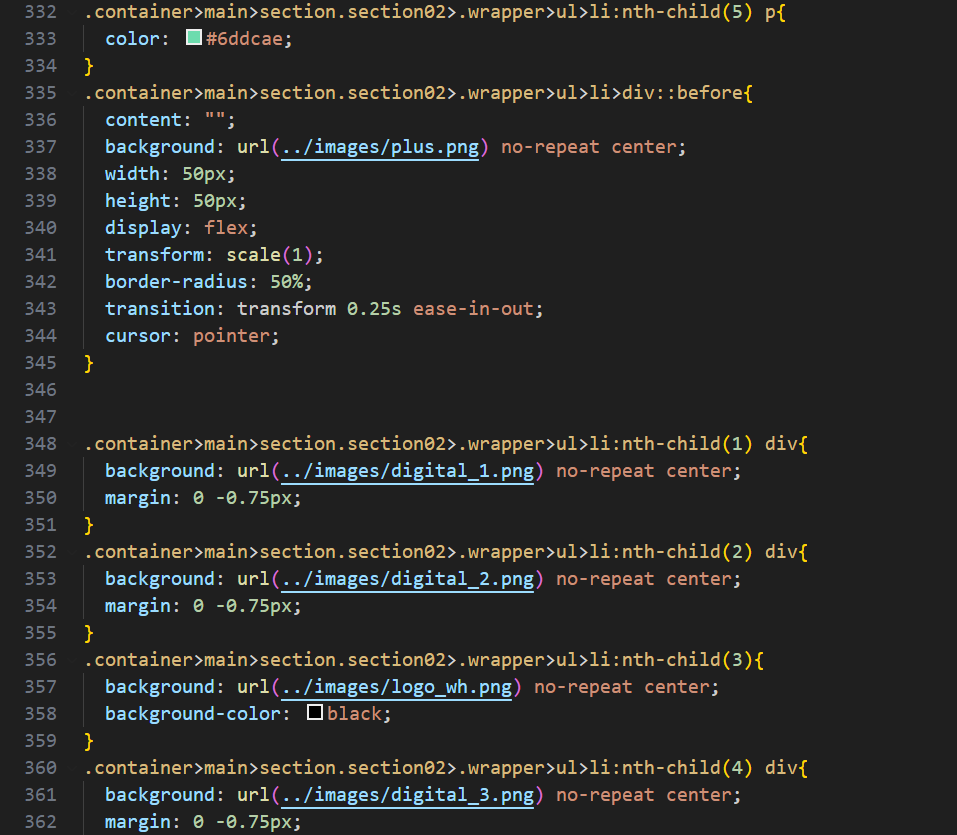 332 .container>main>section.section02>.wrapper>ul>li:nth-child(5) p{
333 color: #6ddcae;
334 }
335 .container>main>section.section02>.wrapper>ul>li>div::before{
336 content: "";
337 background: url(../images/plus.png) no-repeat center;
338 width: 50px;
339 height: 50px;
340 display: flex;
341 transform: scale(1);
342 border-radius: 50%;
343 transition: transform 0.25s ease-in-out;
344 cursor: pointer;
345 }
346
347
348 .container>main>section.section02>.wrapper>ul>li:nth-child(1) div{
349 background: url(../images/digital_1.png) no-repeat center;
350 margin: 0 -0.75px;
351 }
352 .container>main>section.section02>.wrapper>ul>li:nth-child(2) div{
353 background: url(../images/digital_2.png) no-repeat center;
354 margin: 0 -0.75px;
355 }
356 .container>main>section.section02>.wrapper>ul>li:nth-child(3){
357 background: url(../images/logo_wh.png) no-repeat center;
358 background-color: black;
359 }
360 .container>main>section.section02>.wrapper>ul>li:nth-child(4) div{
361 background: url(../images/digital_3.png) no-repeat center;
362 margin: 0 -0.75px;